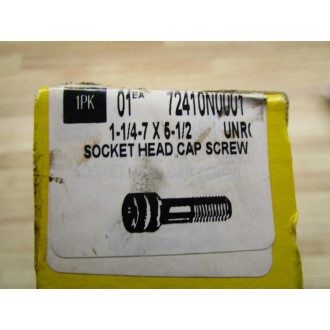 1PK 01 EA 72410N0001
1-1/4-7 X 5-1/2 UNRC
SOCKET HEAD CAP SCREW